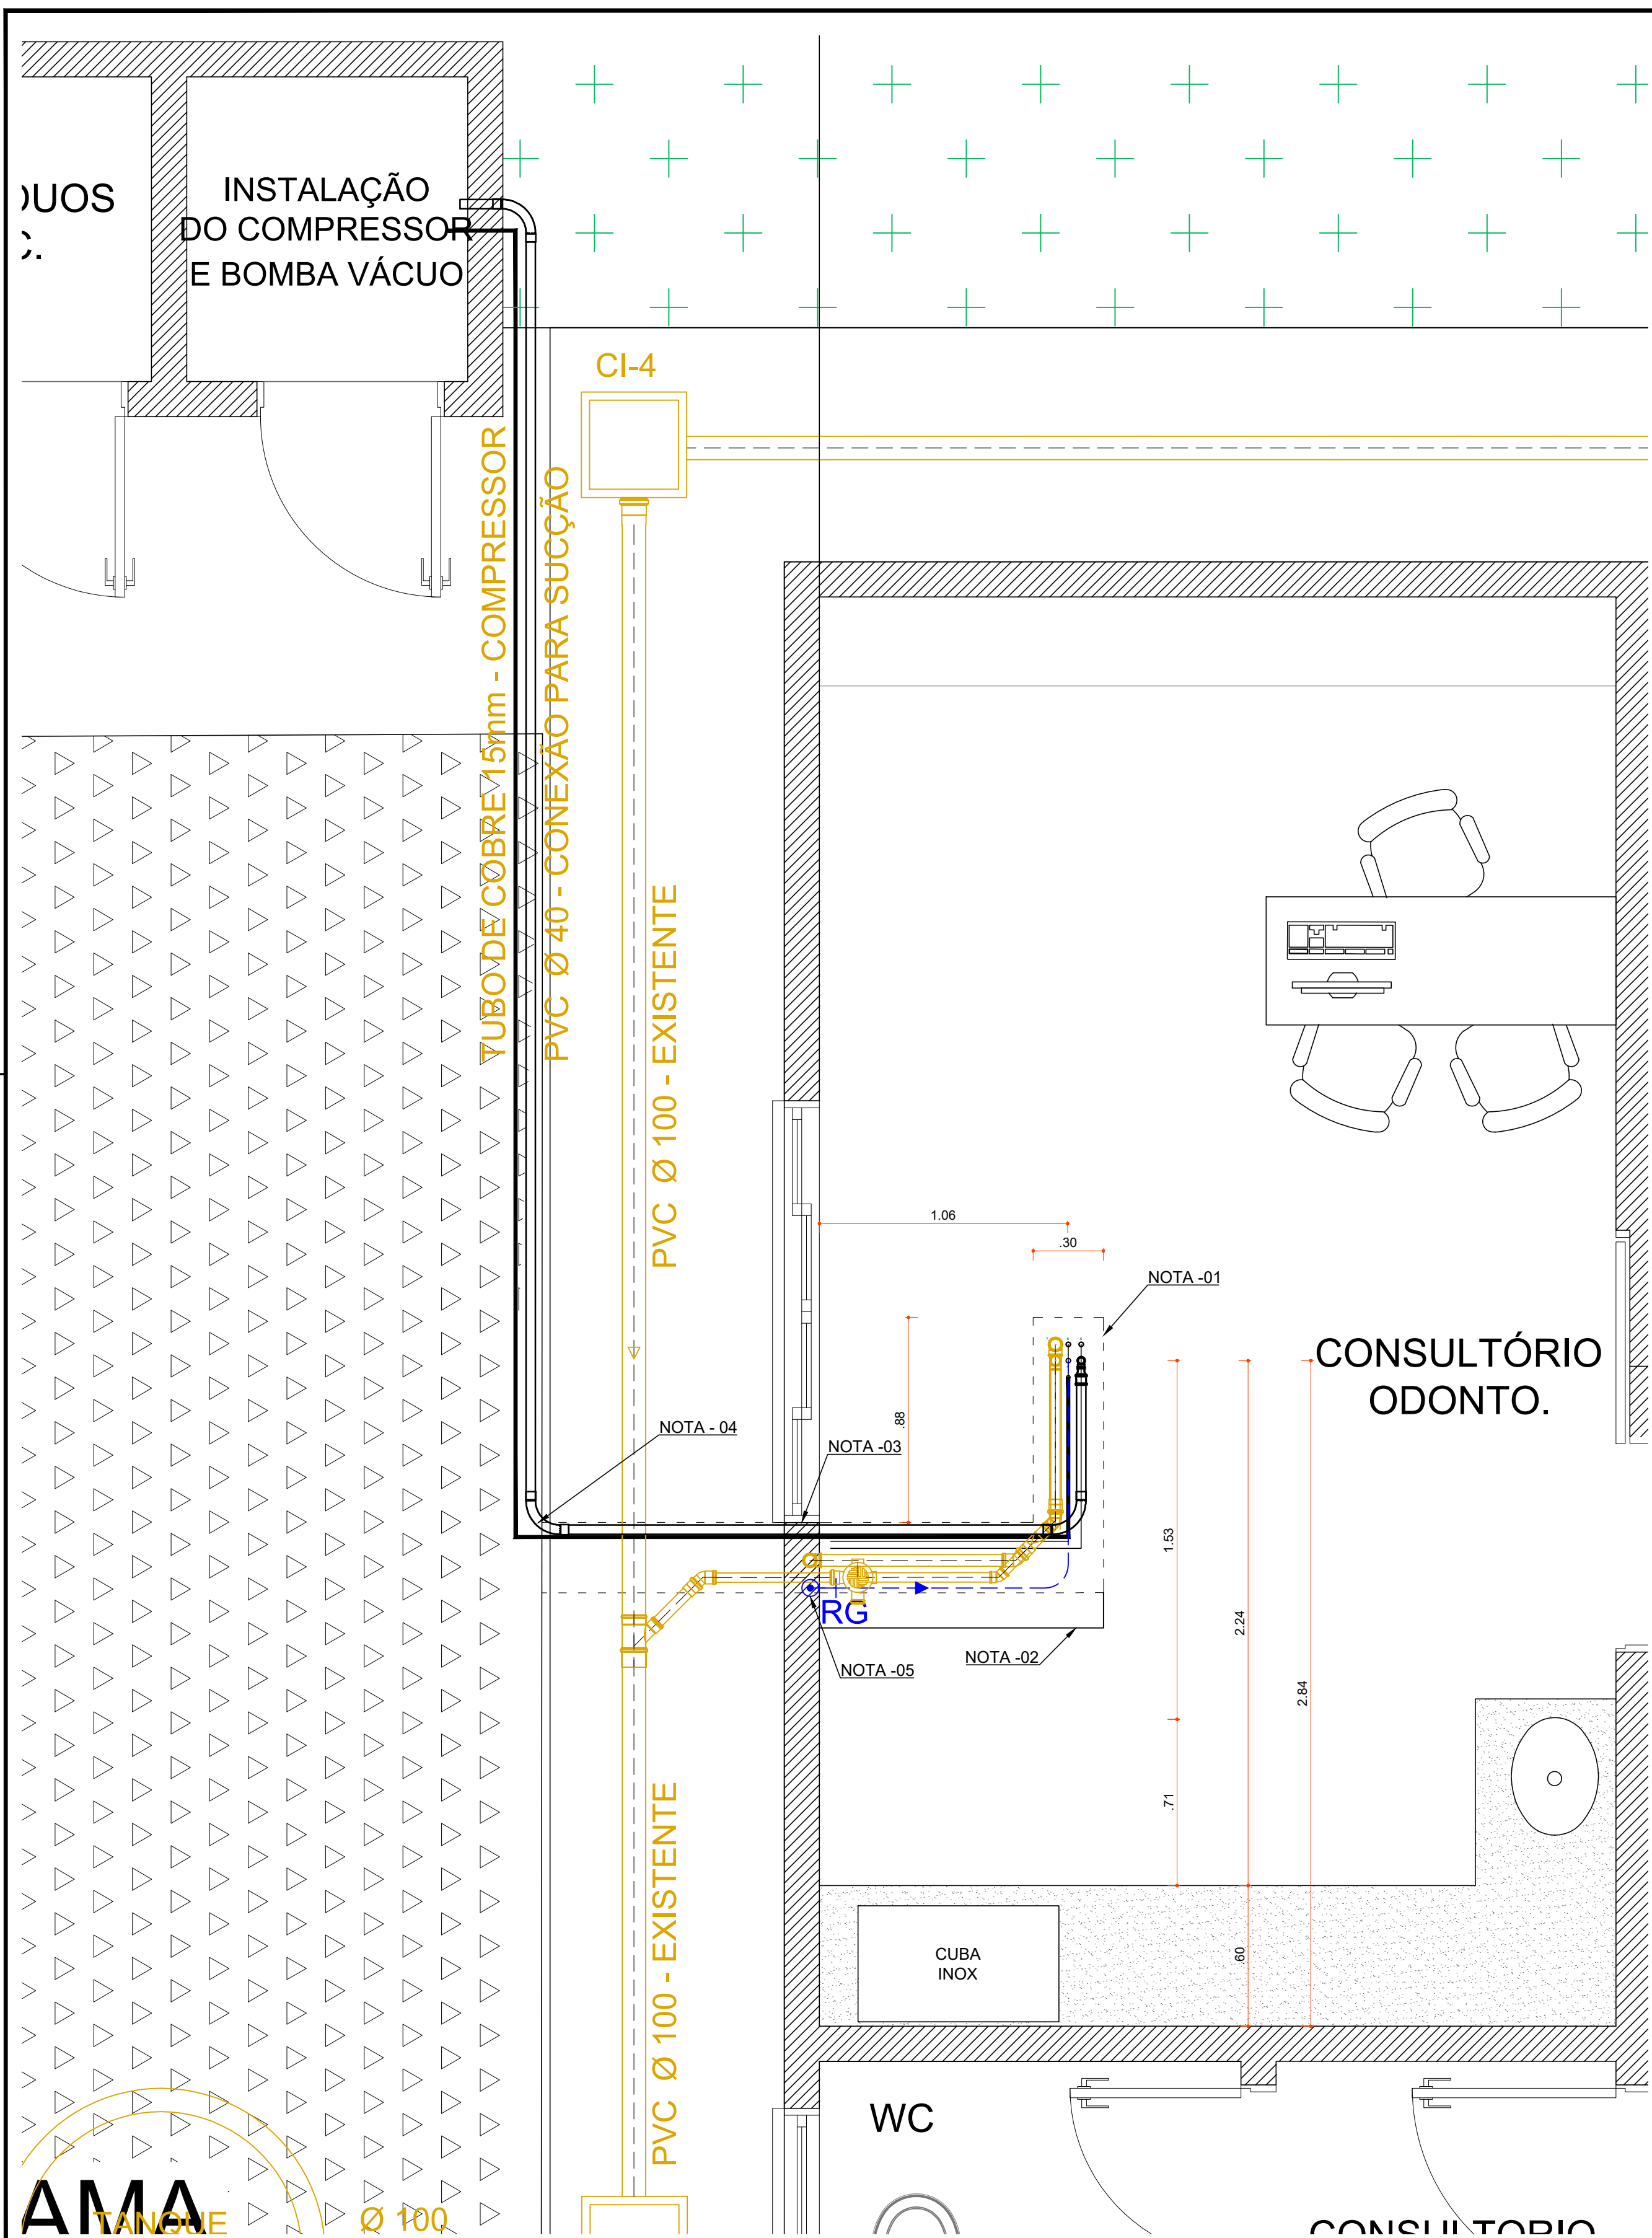 INSTALAÇÃO
DO COMPRESSOR
E BOMBA VÁCUO
CI-4
TUBO DE COBRE 15mm - COMPRESSOR
PVC Ø 40 - CONEXÃO PARA SUCÇÃO
PVC Ø 100 - EXISTENTE
1.06
.30
NOTA -01
CONSULTÓRIO
ODONTO.
.88
NOTA - 04
NOTA -03
1.53
RG
2.24
NOTA -02
NOTA -05
2.84
.71
PVC Ø 100 - EXISTENTE
CUBA
INOX
.60
WC
TANQUE
Ø 100
CONSULTORIO